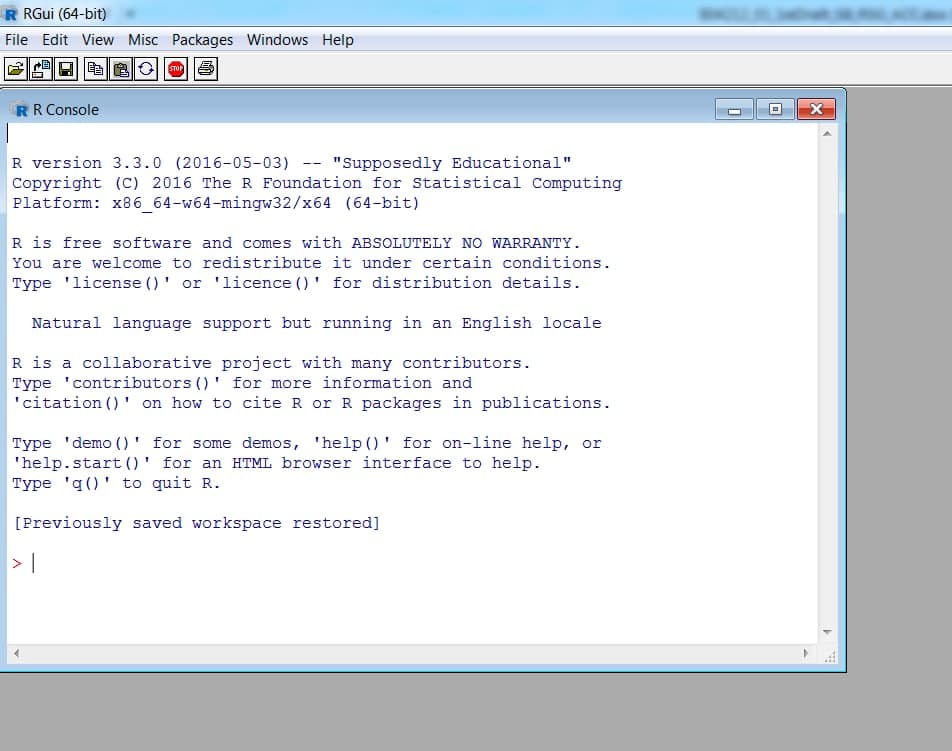 RGui (64-bit)
File Edit View Misc Packages Windows Help
STOP
R Console
R version 3.3.0 (2016-05-03) -- "Supposedly Educational"
Copyright (C) 2016 The R Foundation for Statistical Computing
Platform: x86_64-w64-mingw32/x64 (64-bit)
R is free software and comes with ABSOLUTELY NO WARRANTY.
You are welcome to redistribute it under certain conditions.
Type 'license()' or 'licence()' for distribution details.
Natural language support but running in an English locale
R is a collaborative project with many contributors.
Type 'contributors()' for more information and
'citation()' on how to cite R or R packages in publications.
Type 'demo()' for some demos, 'help()' for on-line help, or
'help.start()' for an HTML browser interface to help.
Type 'q()' to quit R.
[Previously saved workspace restored]
>